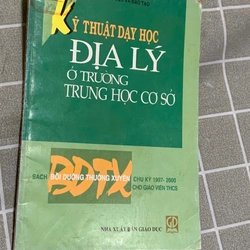 KỸ THUẬT DẠY HỌC
ĐỊA LÝ
Ở TRƯỜNG
TRUNG HỌC CƠ SỞ
SÁCH BỒI DƯỠNG THƯỜNG XUYÊN CHU KỲ 1997-2000
BDTX CHO GIÁO VIÊN THCS
NHÀ XUẤT BẢN GIÁO DỤC